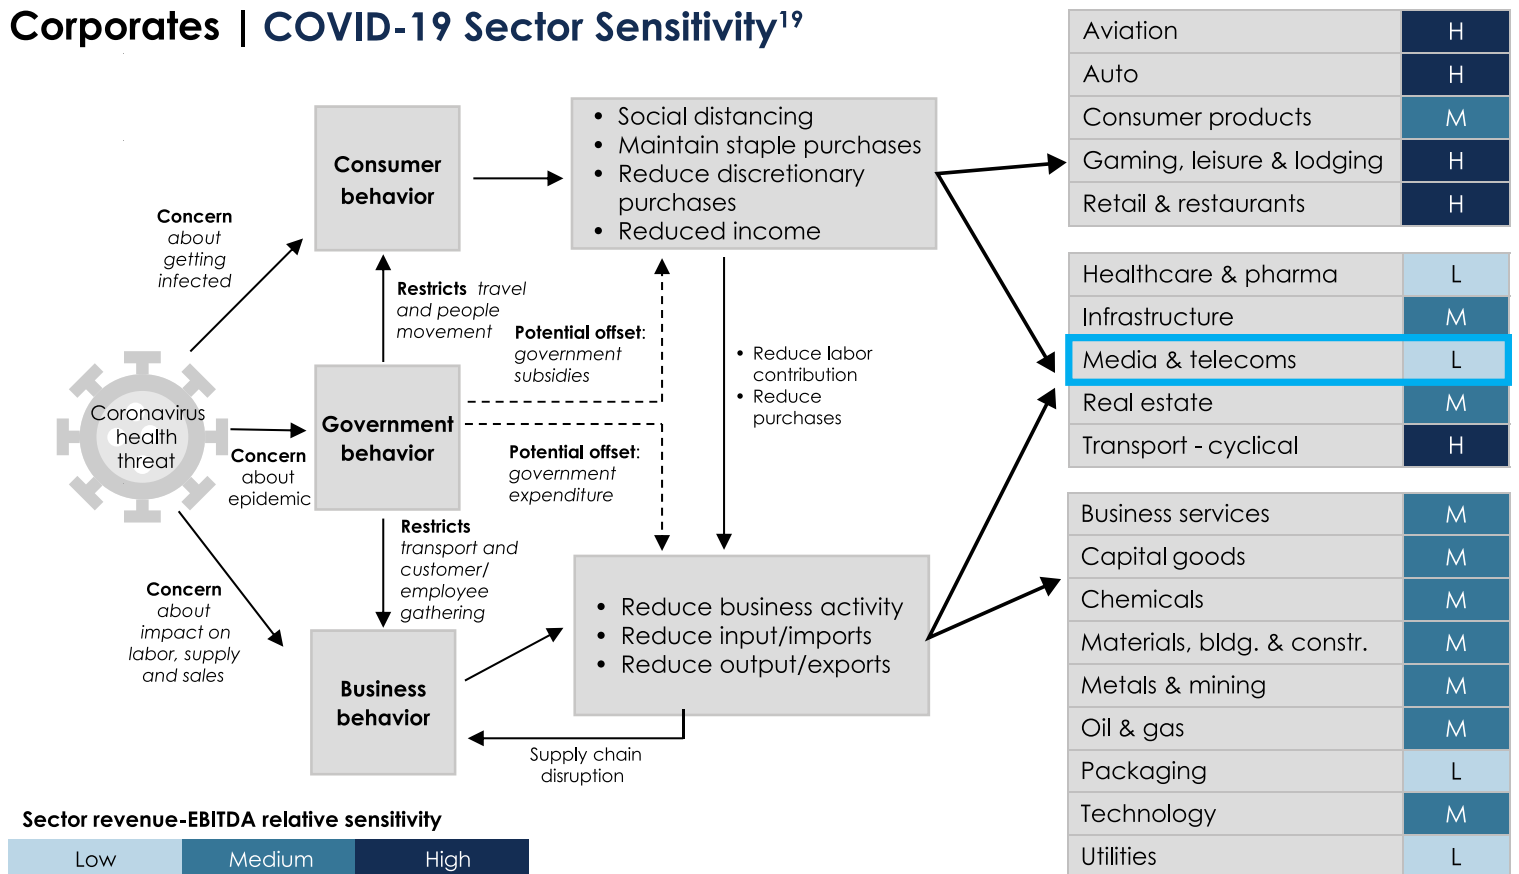 Corporates | COVID-19 Sector Sensitivity¹⁹
Concern
about
getting
infected
Coronavirus
health
threat
Concern
about
epidemic
Concern
about
impact on
labor, supply
and sales
Consumer
behavior
Restricts travel
and people
movement
Government
behavior
Restricts
transport and
customer/
employee
gathering
Business
behavior
• Social distancing
• Maintain staple purchases
• Reduce discretionary
purchases
• Reduced income
Potential offset:
government
subsidies
Potential offset:
government
expenditure
• Reduce labor
contribution
• Reduce
purchases
• Reduce business activity
• Reduce input/imports
• Reduce output/exports
Supply chain
disruption
Aviation H
Auto H
Consumer products M
Gaming, leisure & lodging H
Retail & restaurants H
Healthcare & pharma L
Infrastructure M
Media & telecoms L
Real estate M
Transport - cyclical H
Business services M
Capital goods M
Chemicals M
Materials, bldg. & constr. M
Metals & mining M
Oil & gas M
Packaging L
Technology M
Utilities L
Sector revenue-EBITDA relative sensitivity
Low Medium High